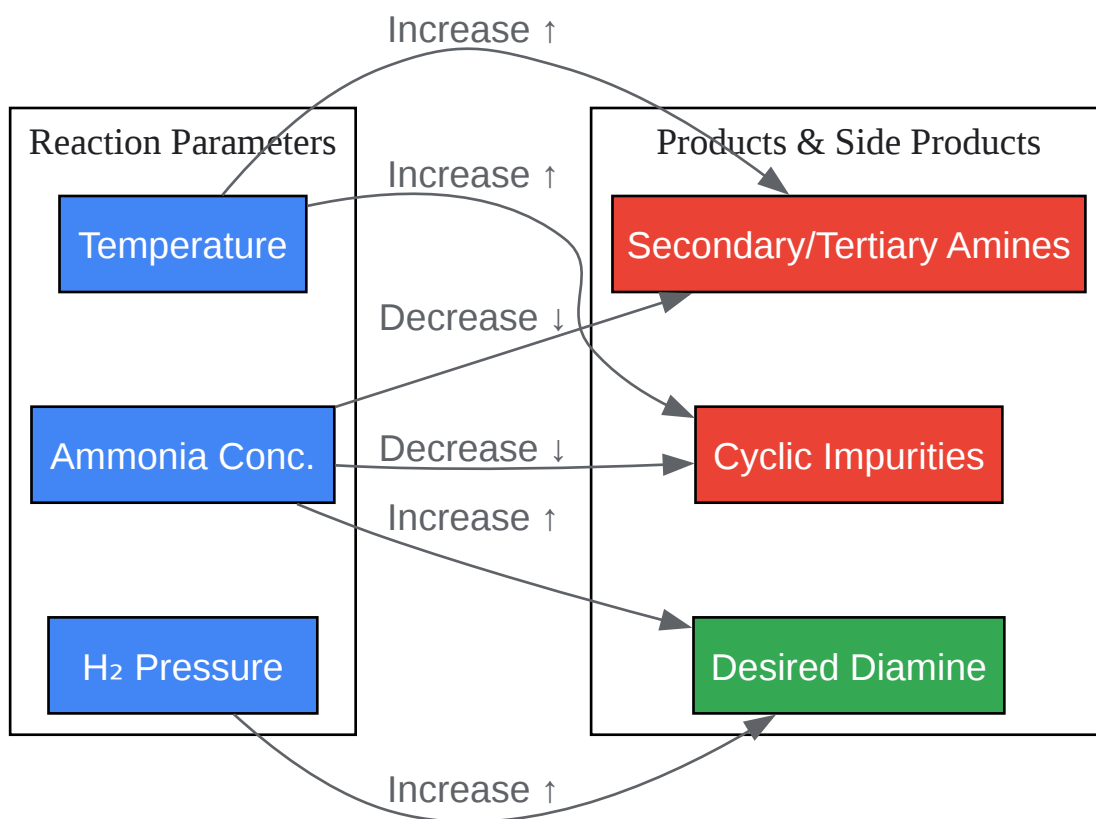 Increase ↑
Reaction Parameters
Products & Side Products
Increase ↑
Temperature
Secondary/Tertiary Amines
Decrease ↓
Ammonia Conc.
Decrease ↓
Cyclic Impurities
Increase ↑
H₂ Pressure
Desired Diamine
Increase ↑